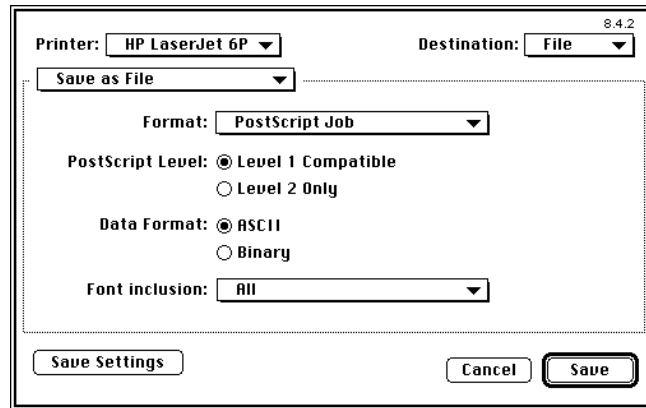 8.4.2
Printer: HP LaserJet 6P Destination: File
Save as File
Format: PostScript Job
PostScript Level: Level 1 Compatible
Level 2 Only
Data Format: ASCII
Binary
Font inclusion: All
Save Settings Cancel Save